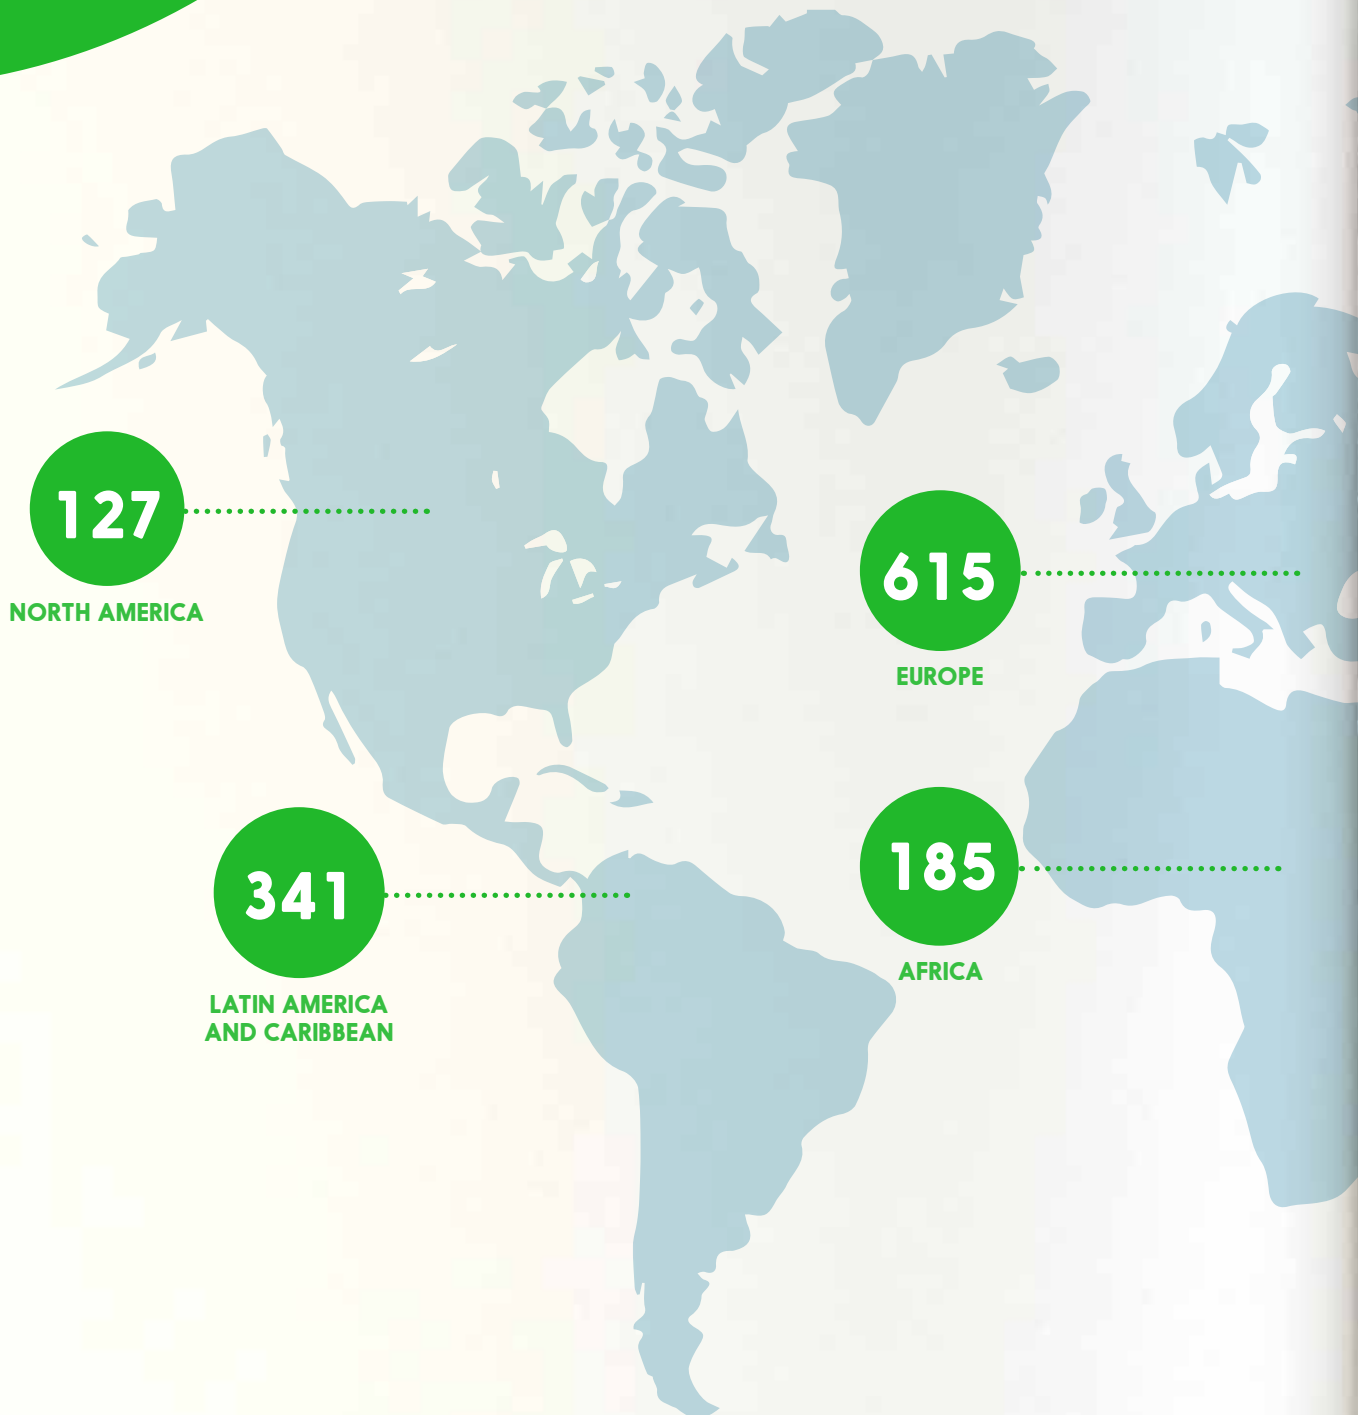 127
NORTH AMERICA
615
EUROPE
341
LATIN AMERICA
AND CARIBBEAN
185
AFRICA